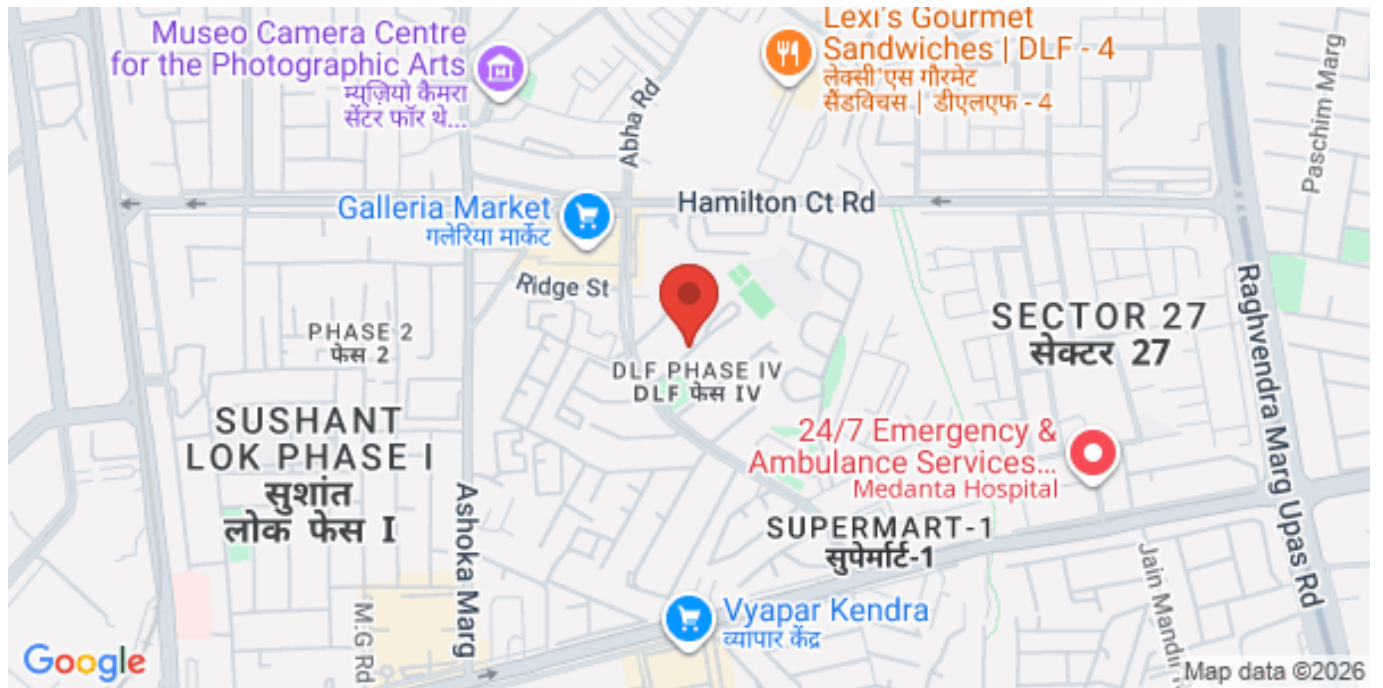 Museo Camera Centre
for the Photographic Arts
म्यूज़ियो कैमरा
सेंटर फॉर थे...
Lexi's Gourmet
Sandwiches | DLF - 4
लेक्सी'एस गौरमेट
सैंडविचस | डीएलएफ - 4
Paschim Marg
Abha Rd
Galleria Market
गलेरिया मार्केट
Hamilton Ct Rd
Ridge St
Raghvendra Marg Upas Rd
PHASE 2
फेस 2
SECTOR 27
सेक्टर 27
DLF PHASE IV
DLF फेस IV
SUSHANT
LOK PHASE I
सुशांत
लोक फेस I
24/7 Emergency &
Ambulance Services...
Medanta Hospital
Ashoka Marg
SUPERMART-1
सुपेर्मार्ट-1
Jain Mandir
M.G Rd
Vyapar Kendra
व्यापार केंद्र
Google
Map data ©2026